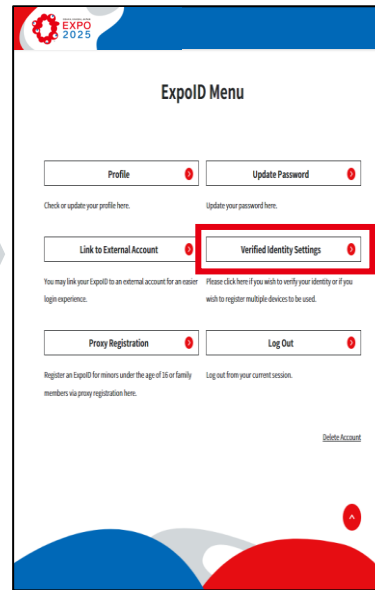 EXPO
2025
ExpoID Menu
Profile
Update Password
Check or update your profile here.
Update your password here.
Link to External Account
Verified Identity Settings
You may link your ExpoID to an external account for an easier
login experience.
Please click here if you wish to verify your identity or if you
wish to register multiple devices to be used.
Proxy Registration
Log Out
Register an ExpoID for minors under the age of 16 or family
members via proxy registration here.
Log out from your current session.
Delete Account